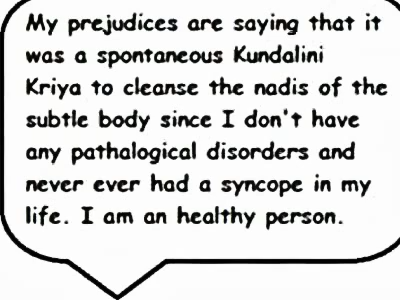 My prejudices are saying that it
was a spontaneous Kundalini
Kriya to cleanse the nadis of the
subtle body since I don't have
any pathalogical disorders and
never ever had a syncope in my
life. I am an healthy person.